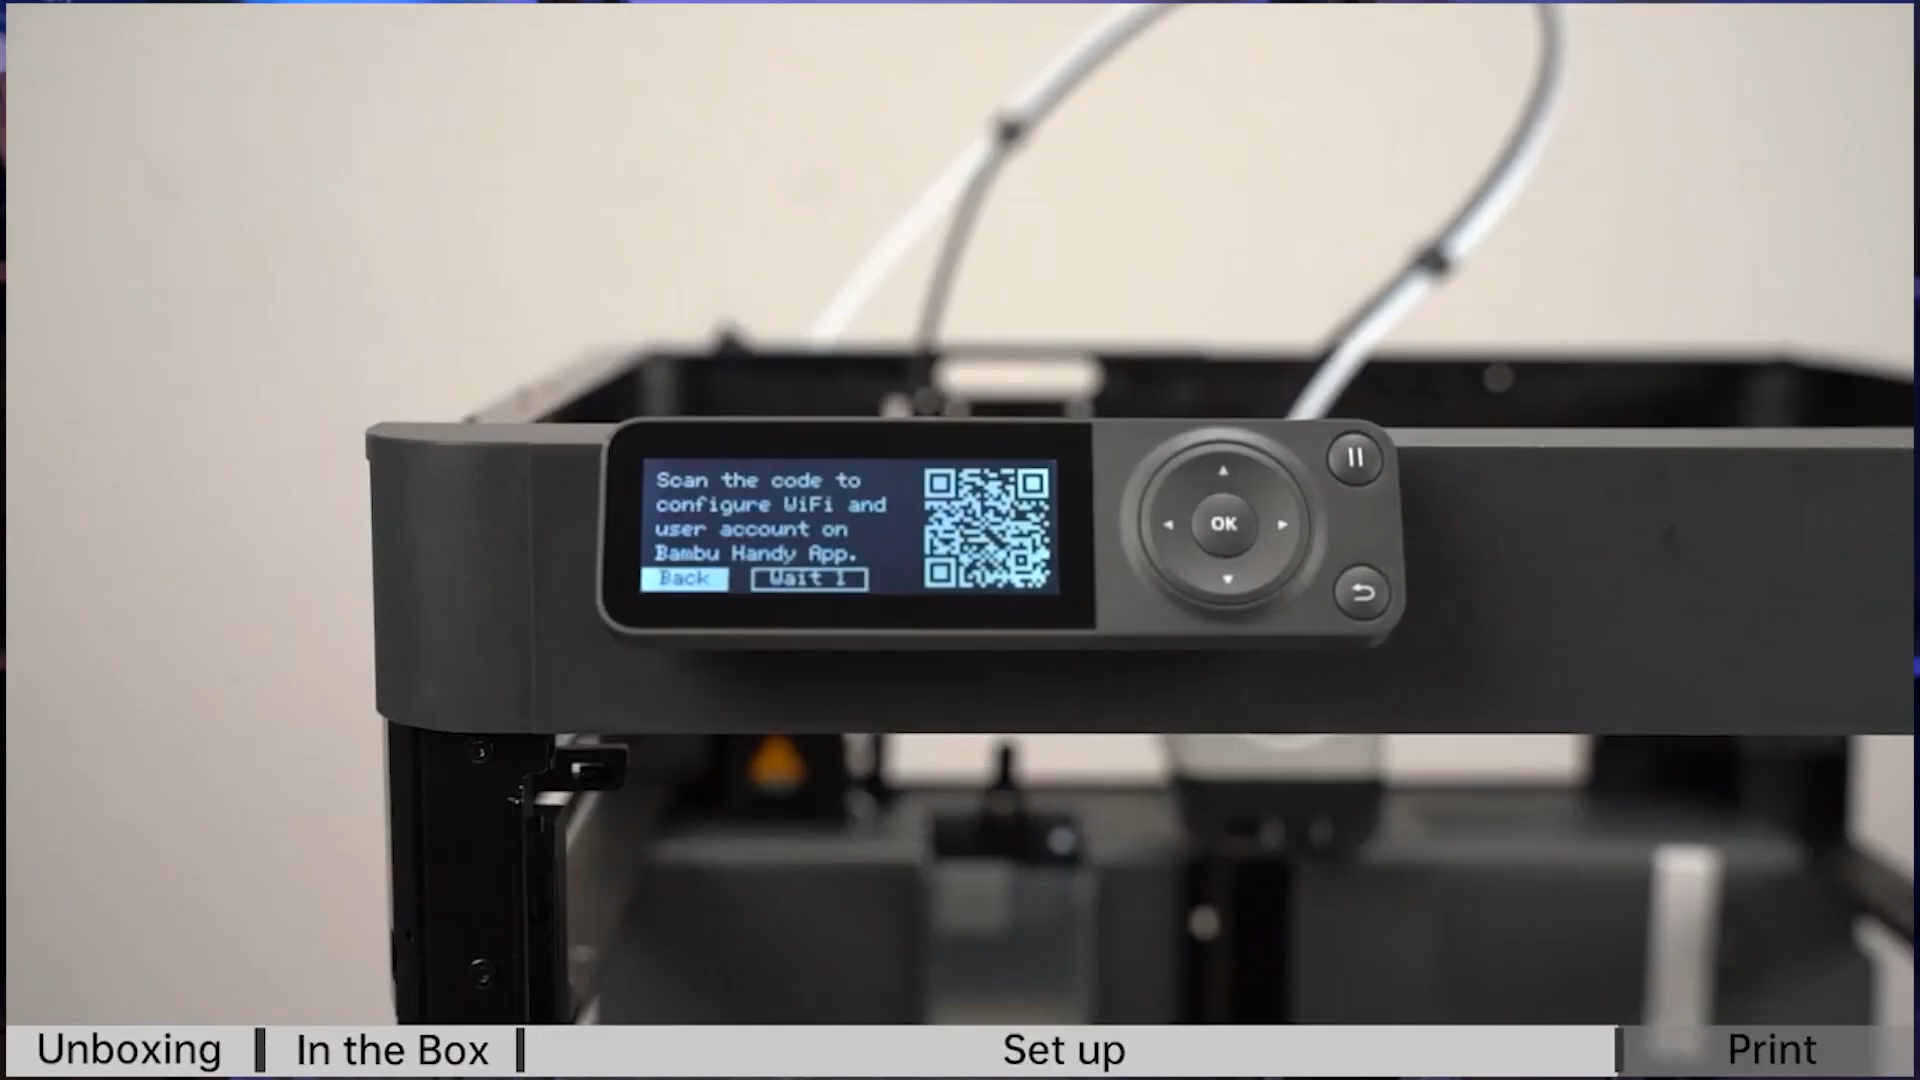 Scan the code to
configure WiFi and
user account on
Bambu Handy App.
Back Wait 1
OK
Unboxing In the Box Set up Print